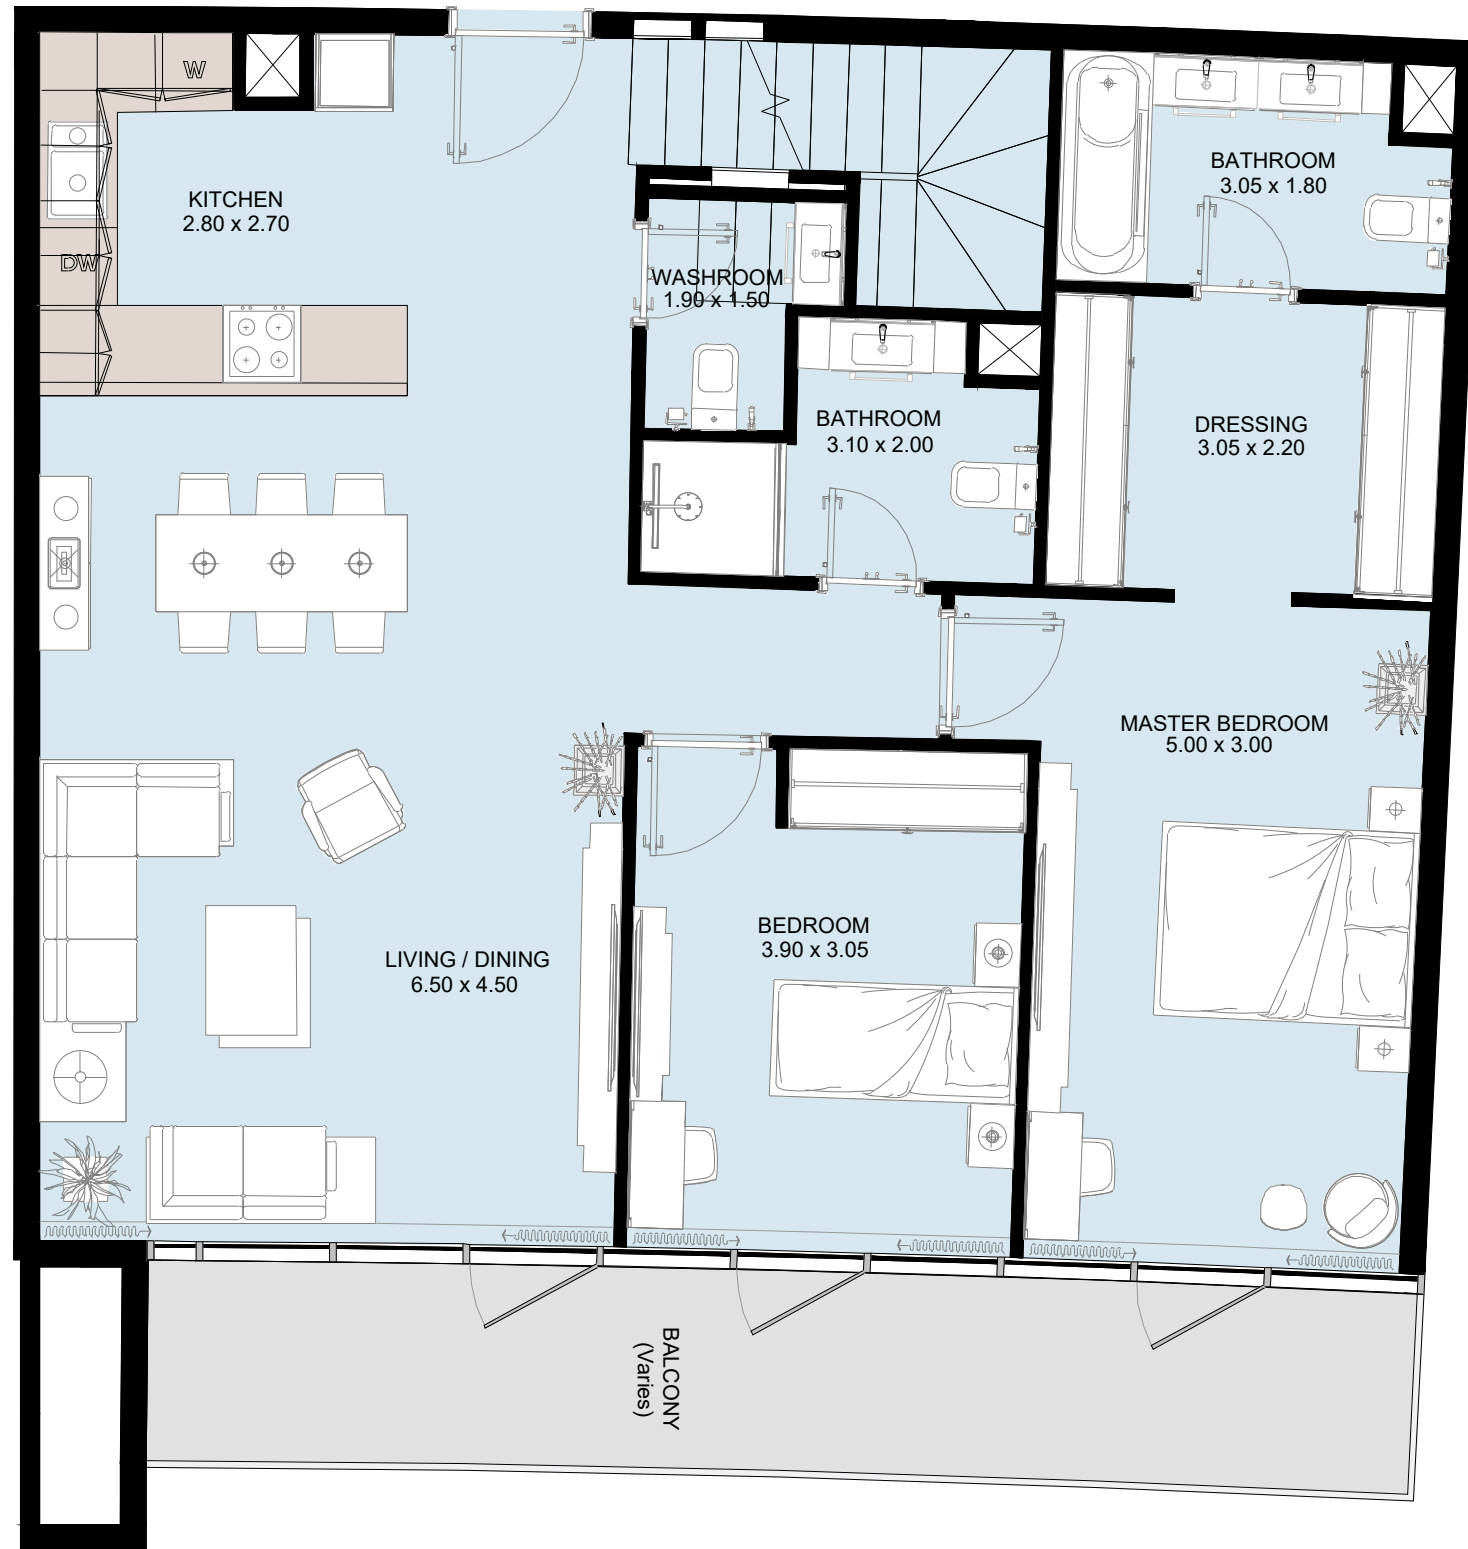 W
KITCHEN
2.80 x 2.70
DW
WASHROOM
1.90 x 1.50
BATHROOM
3.05 x 1.80
BATHROOM
3.10 x 2.00
DRESSING
3.05 x 2.20
MASTER BEDROOM
5.00 x 3.00
BEDROOM
3.90 x 3.05
LIVING / DINING
6.50 x 4.50
BALCONY
(Varies)